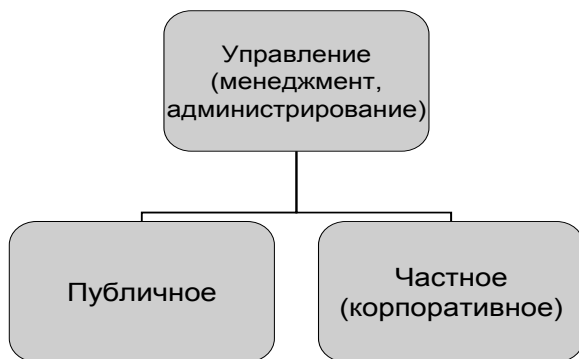 Управление
(менеджмент,
администрирование)
Публичное
Частное
(корпоративное)